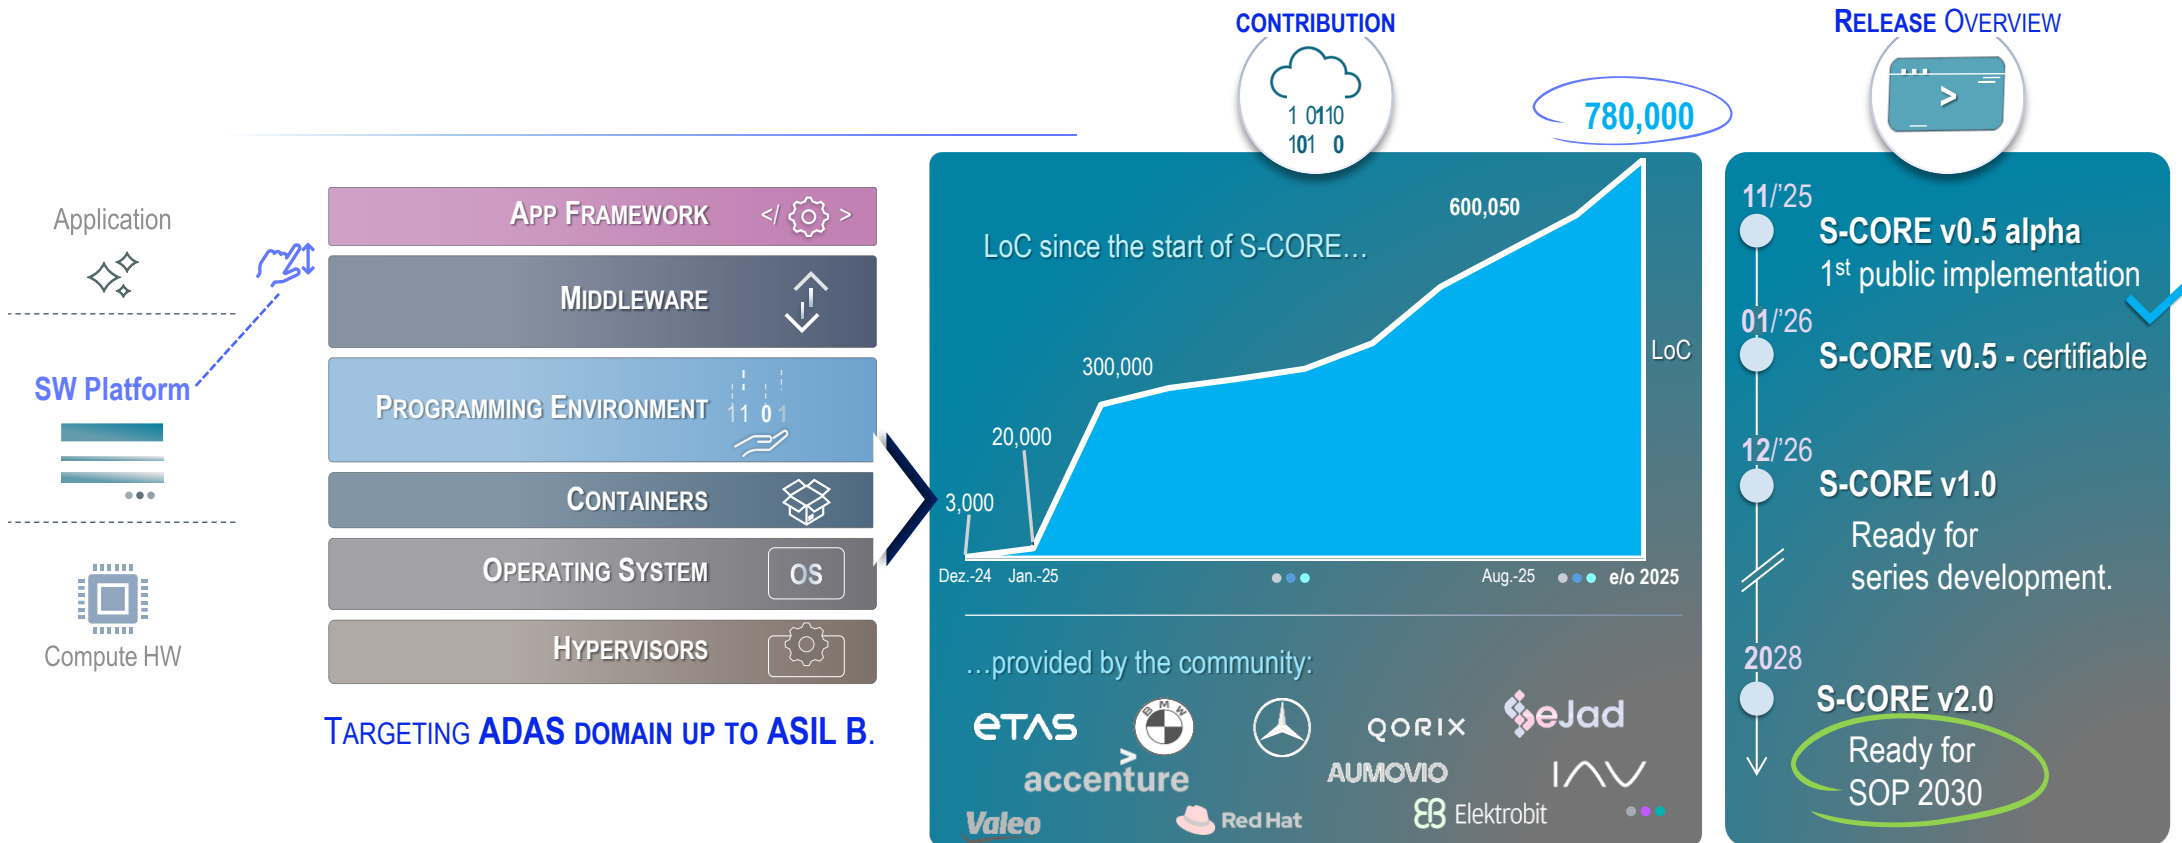 Application
SW Platform
Compute HW
APP FRAMEWORK </ >
MIDDLEWARE
PROGRAMMING ENVIRONMENT 11 01
CONTAINERS
OPERATING SYSTEM OS
HYPERVISORS
TARGETING ADAS DOMAIN UP TO ASIL B.
CONTRIBUTION
1 0110
101 0
780,000
LoC since the start of S-CORE…
600,050
300,000
20,000
3,000
LoC
Dez.-24 Jan.-25 Aug.-25 e/o 2025
…provided by the community:
eTAS BMW QORIX eJad
accenture AUMOVIO IAV
Valeo Red Hat EB Elektrobit
RELEASE OVERVIEW
>
11/'25
S-CORE v0.5 alpha
1st public implementation
01/'26
S-CORE v0.5 - certifiable
12/'26
S-CORE v1.0
Ready for
series development.
2028
S-CORE v2.0
Ready for
SOP 2030